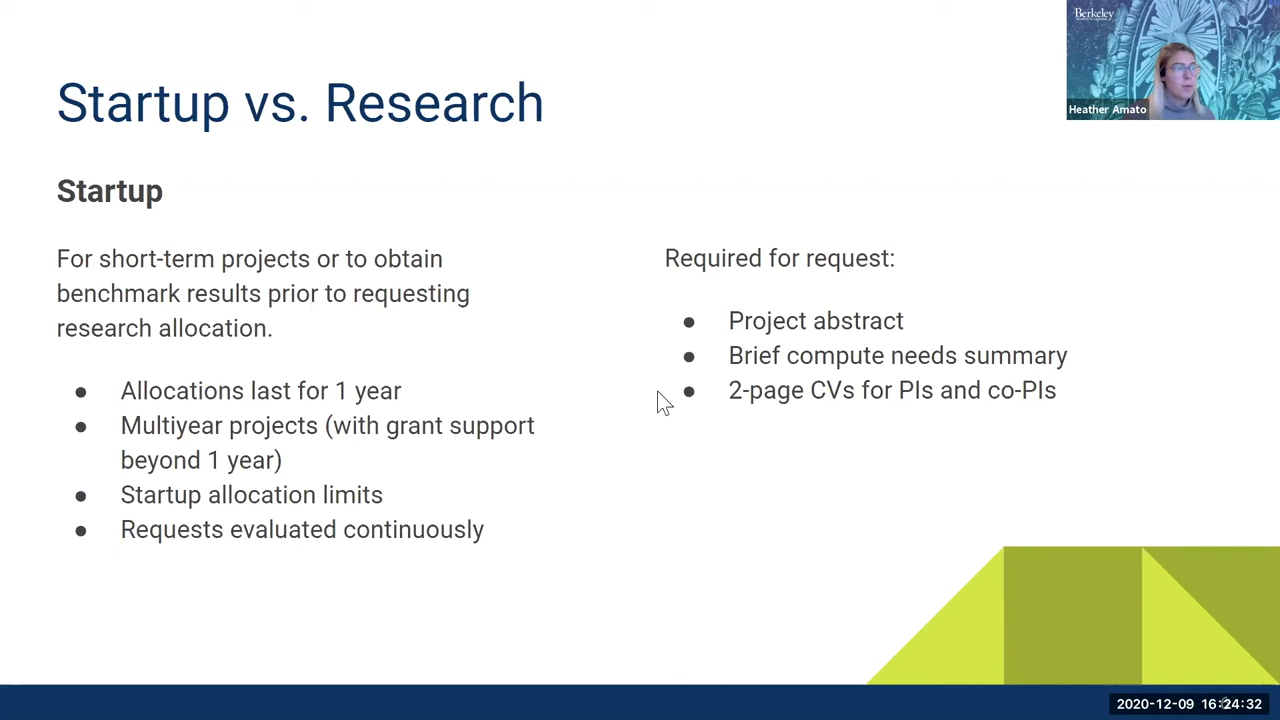 Berkeley
Heather Amato
Startup vs. Research
Startup
For short-term projects or to obtain
benchmark results prior to requesting
research allocation.
● Allocations last for 1 year
● Multiyear projects (with grant support
beyond 1 year)
● Startup allocation limits
● Requests evaluated continuously
Required for request:
● Project abstract
● Brief compute needs summary
● 2-page CVs for PIs and co-PIs
2020-12-09 16:24:32